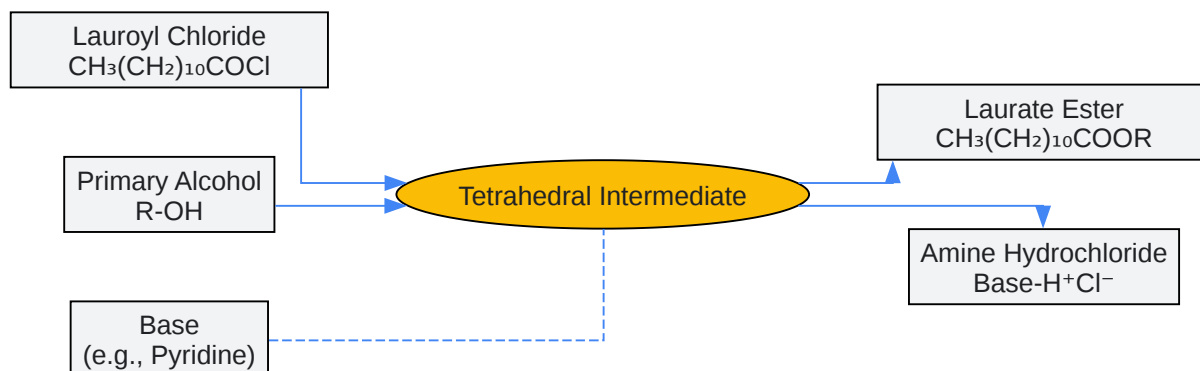 Lauroyl Chloride
CH₃(CH₂)₁₀COCl
Primary Alcohol
R-OH
Base
(e.g., Pyridine)
Tetrahedral Intermediate
Laurate Ester
CH₃(CH₂)₁₀COOR
Amine Hydrochloride
Base-H⁺Cl⁻